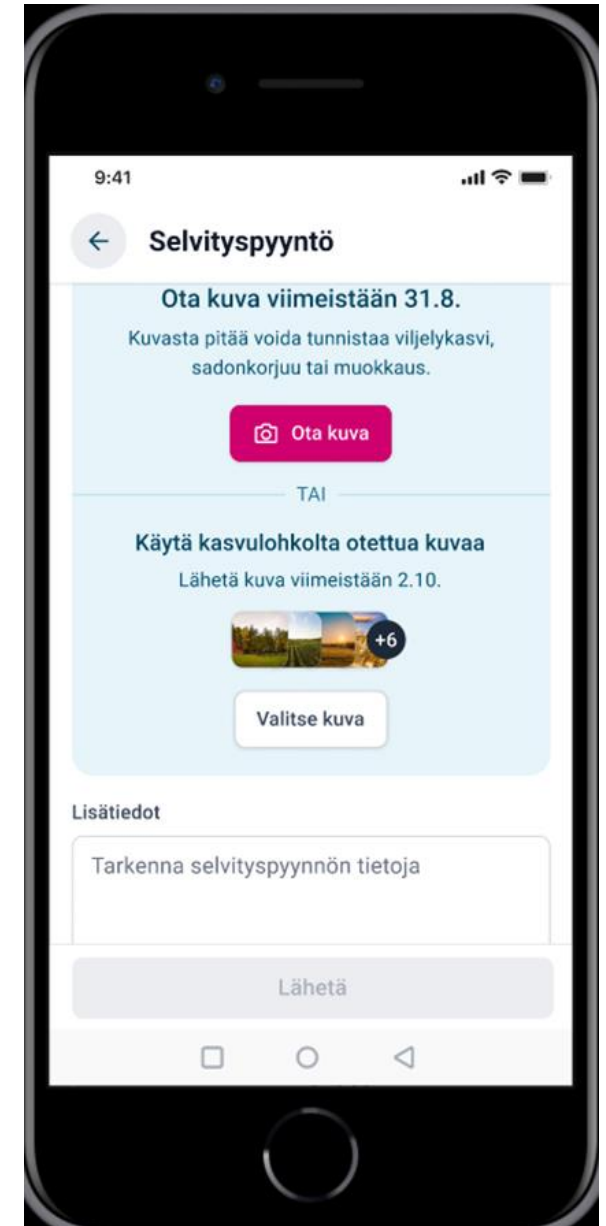 9:41
Selvityspyyntö
Ota kuva viimeistään 31.8.
Kuvasta pitää voida tunnistaa viljelykasvi,
sadonkorjuu tai muokkaus.
Ota kuva
TAI
Käytä kasvulohkolta otettua kuvaa
Lähetä kuva viimeistään 2.10.
+6
Valitse kuva
Lisätiedot
Tarkenna selvityspyynnön tietoja
Lähetä